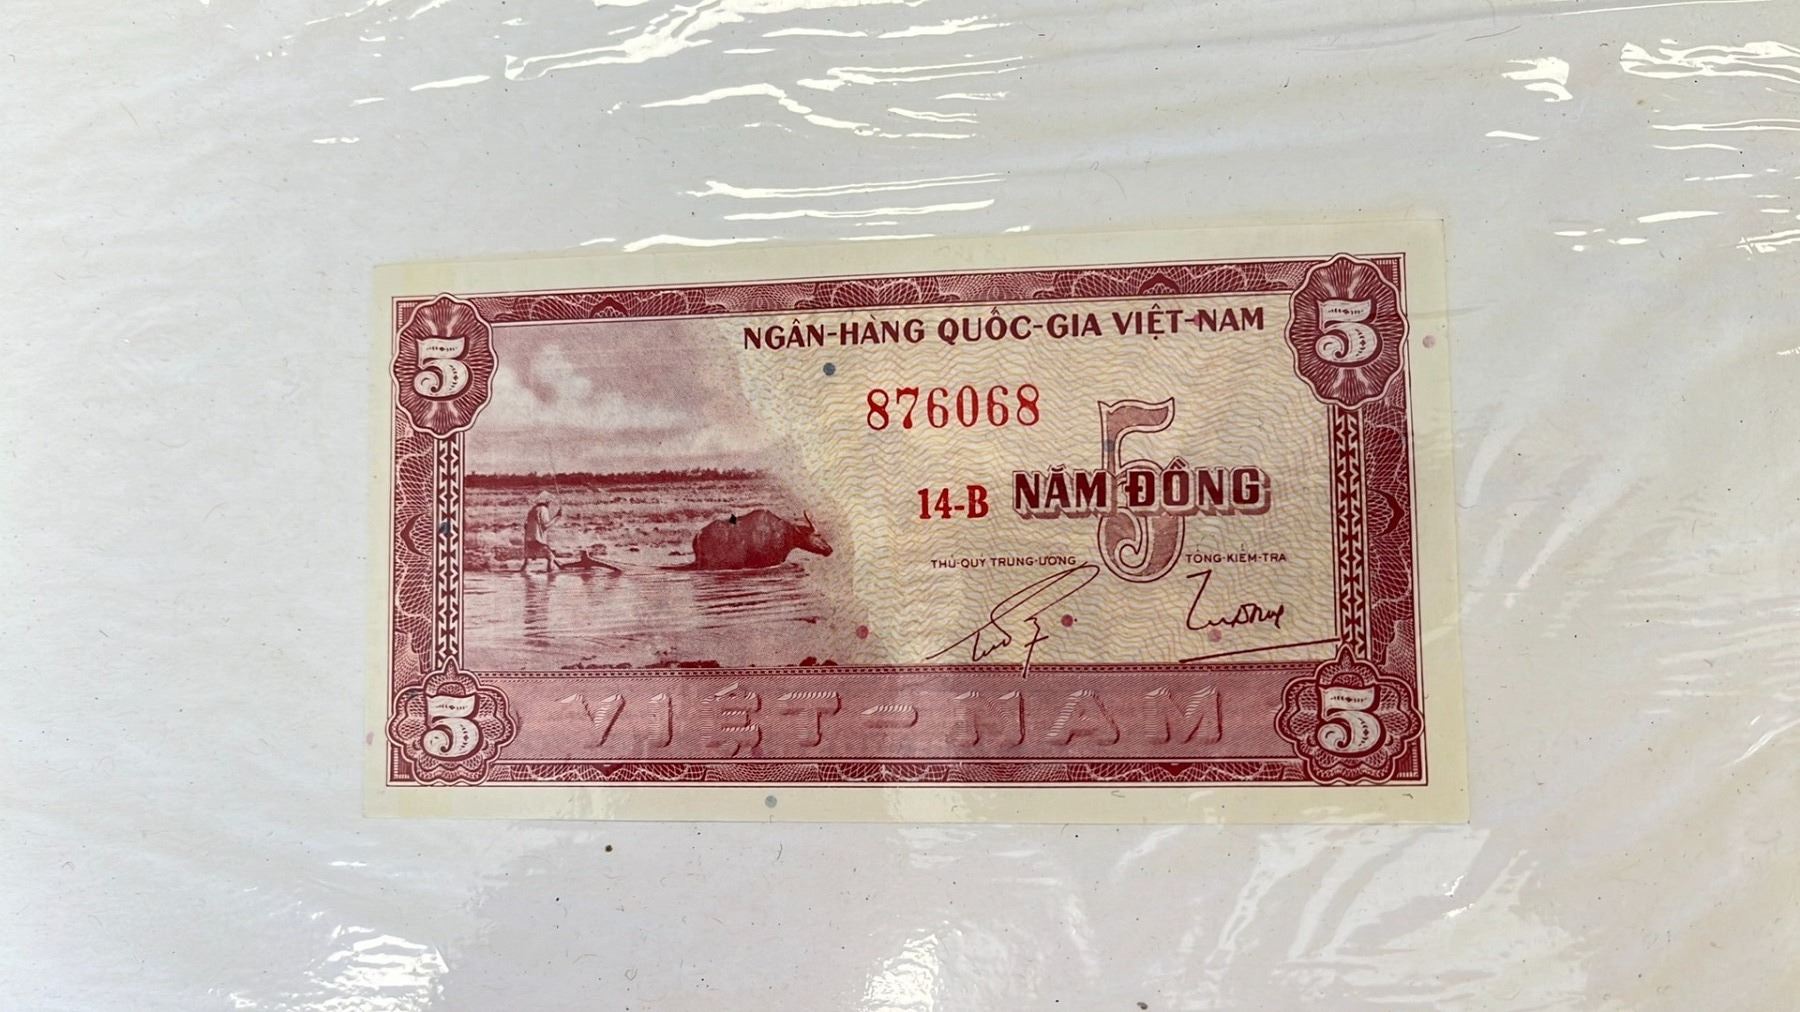 5
5
NGÂN-HÀNG QUỐC-GIA VIỆT-NAM
876068
5
14-B NĂM ĐỒNG
THỦ-QUỸ TRUNG-ƯƠNG
TỔNG-KIỂM-TRA
5
VIỆT-NAM
5